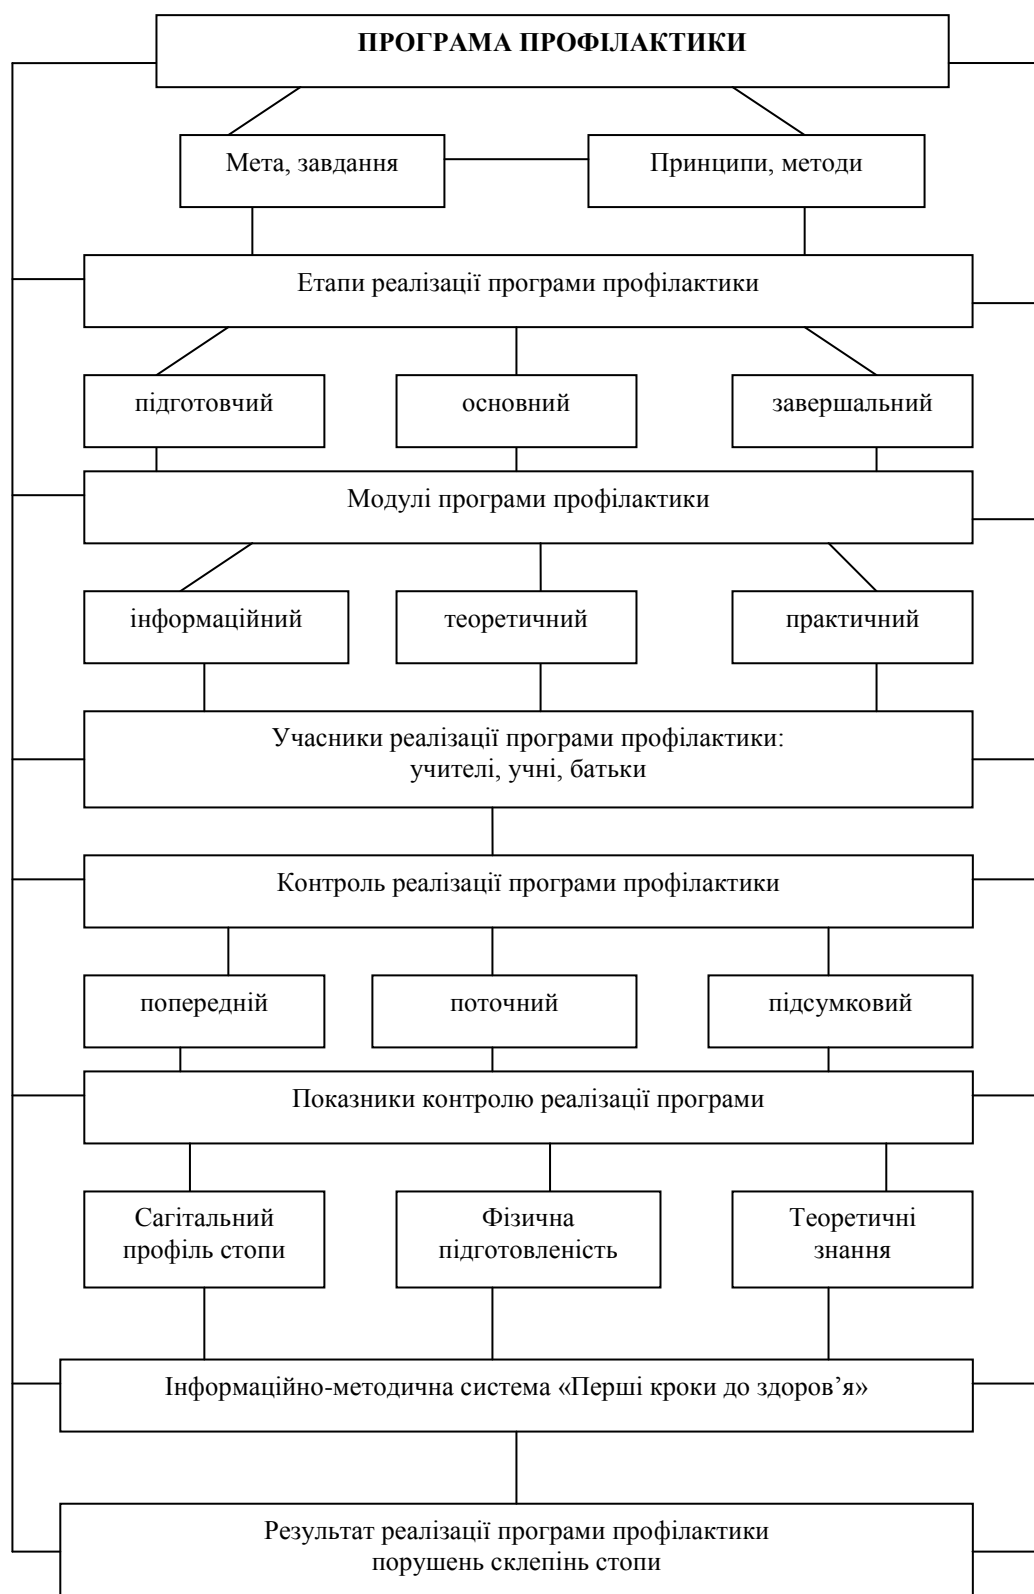 ПРОГРАМА ПРОФІЛАКТИКИ
Мета, завдання
Принципи, методи
Етапи реалізації програми профілактики
підготовчий
основний
завершальний
Модулі програми профілактики
інформаційний
теоретичний
практичний
Учасники реалізації програми профілактики:
учителі, учні, батьки
Контроль реалізації програми профілактики
попередній
поточний
підсумковий
Показники контролю реалізації програми
Сагітальний
профіль стопи
Фізична
підготовленість
Теоретичні
знання
Інформаційно-методична система «Перші кроки до здоров’я»
Результат реалізації програми профілактики
порушень склепінь стопи